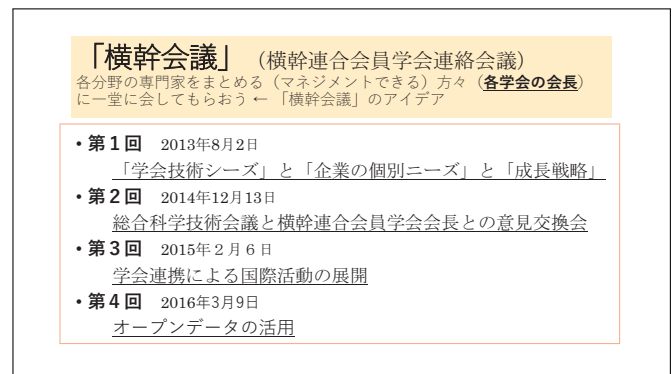 「横幹会議」（横幹連合会員学会連絡会議）
各分野の専門家をまとめる（マネジメントできる）方々（各学会の会長）
に一堂に会してもらおう ← 「横幹会議」のアイデア
・第１回　2013年8月2日
「学会技術シーズ」と「企業の個別ニーズ」と「成長戦略」
・第２回　2014年12月13日
総合科学技術会議と横幹連合会員学会会長との意見交換会
・第３回　2015年２月６日
学会連携による国際活動の展開
・第４回　2016年3月9日
オープンデータの活用